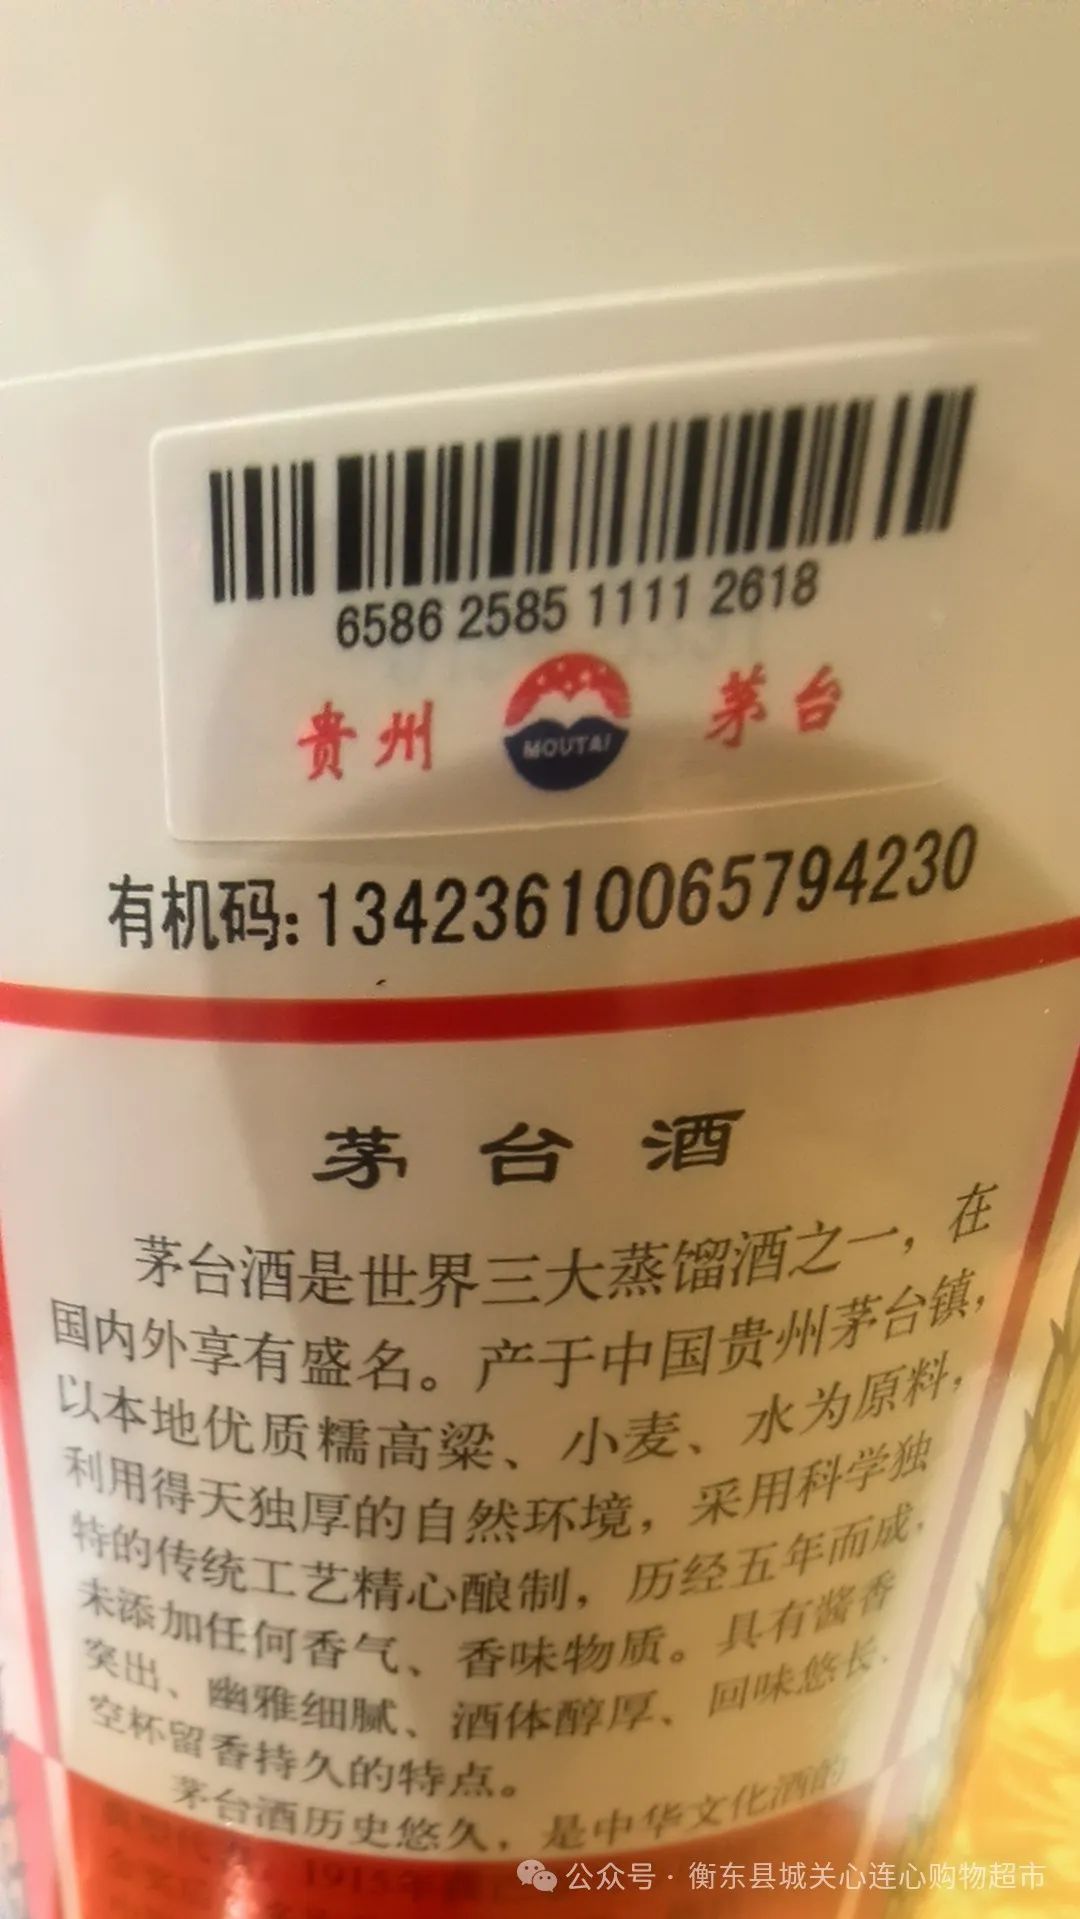 6586 2585 1111 2618
贵州 MOUTAI 茅台
有机码:13423610065794230
茅台酒
茅台酒是世界三大蒸馏酒之一，在
国内外享有盛名。产于中国贵州茅台镇，
以本地优质糯高粱、小麦、水为原料，
利用得天独厚的自然环境，采用科学独
特的传统工艺精心酿制，历经五年而成，
未添加任何香气、香味物质。具有酱香
突出、幽雅细腻、酒体醇厚、回味悠长、
空杯留香持久的特点。
茅台酒历史悠久，是中华文化酒的
1915年
公众号·衡东县城关心连心购物超市